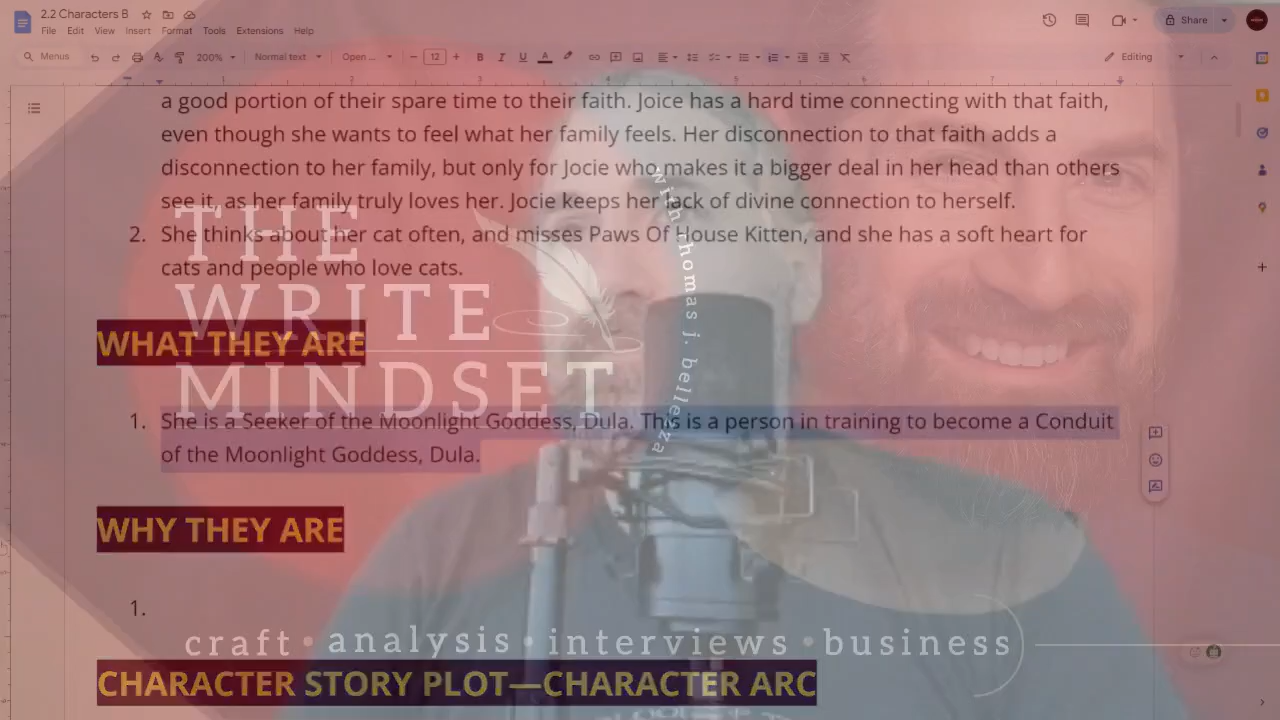 2.2 Characters B
File Edit View Insert Format Tools Extensions Help
Share
Menus 200% Normal text Open ... 12 B I U A Editing
1 2 3 4 5 6 7
a good portion of their spare time to their faith. Joice has a hard time connecting with that faith,
even though she wants to feel what her family feels. Her disconnection to that faith adds a
disconnection to her family, but only for Jocie who makes it a bigger deal in her head than others
see it, as her family truly loves her. Jocie keeps her lack of divine connection to herself.
2. She thinks about her cat often, and misses Paws Of House Kitten, and she has a soft heart for
cats and people who love cats.
THE
WRITE
MINDSET
with thomas j. bellezza
WHAT THEY ARE
1. She is a Seeker of the Moonlight Goddess, Dula. This is a person in training to become a Conduit
of the Moonlight Goddess, Dula.
WHY THEY ARE
1.
craft • analysis • interviews • business
CHARACTER STORY PLOT—CHARACTER ARC